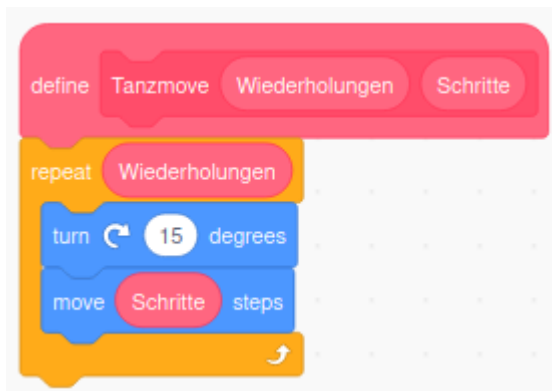 define Tanzmove Wiederholungen Schritte
repeat Wiederholungen
turn 15 degrees
move Schritte steps